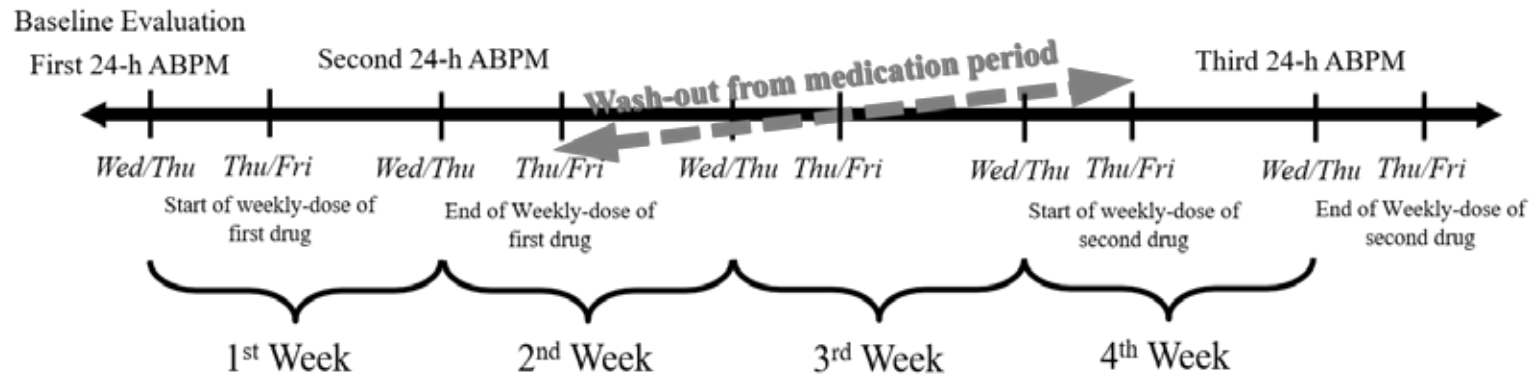 Baseline Evaluation
First 24-h ABPM
Second 24-h ABPM
Wash-out from medication period
Third 24-h ABPM
Wed/Thu Thu/Fri Wed/Thu Thu/Fri Wed/Thu Thu/Fri Wed/Thu Thu/Fri Wed/Thu Thu/Fri
Start of weekly-dose of
first drug
End of Weekly-dose of
first drug
Start of weekly-dose of
second drug
End of Weekly-dose of
second drug
1st Week 2nd Week 3rd Week 4th Week